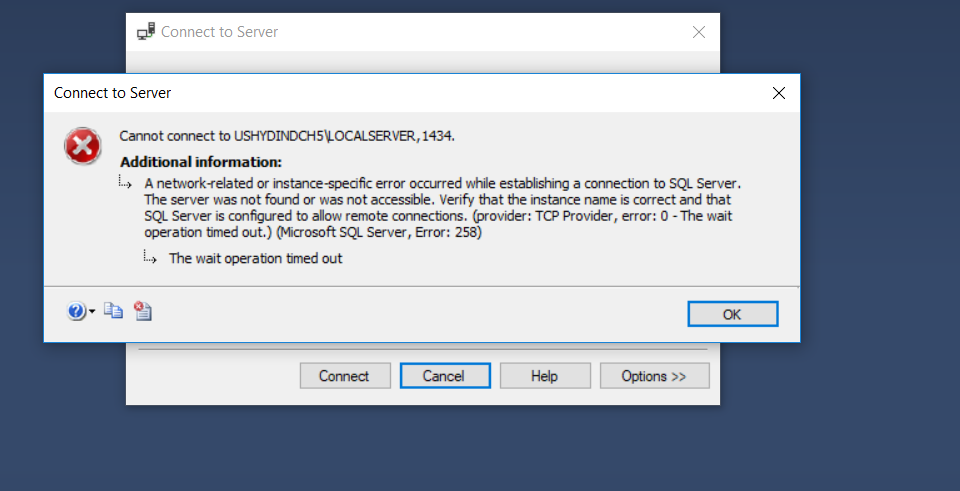 Connect to Server
Connect to Server
Cannot connect to USHYDINDCH5\LOCALSERVER,1434.
Additional information:
A network-related or instance-specific error occurred while establishing a connection to SQL Server.
The server was not found or was not accessible. Verify that the instance name is correct and that
SQL Server is configured to allow remote connections. (provider: TCP Provider, error: 0 - The wait
operation timed out.) (Microsoft SQL Server, Error: 258)
The wait operation timed out
OK
Connect
Cancel
Help
Options >>